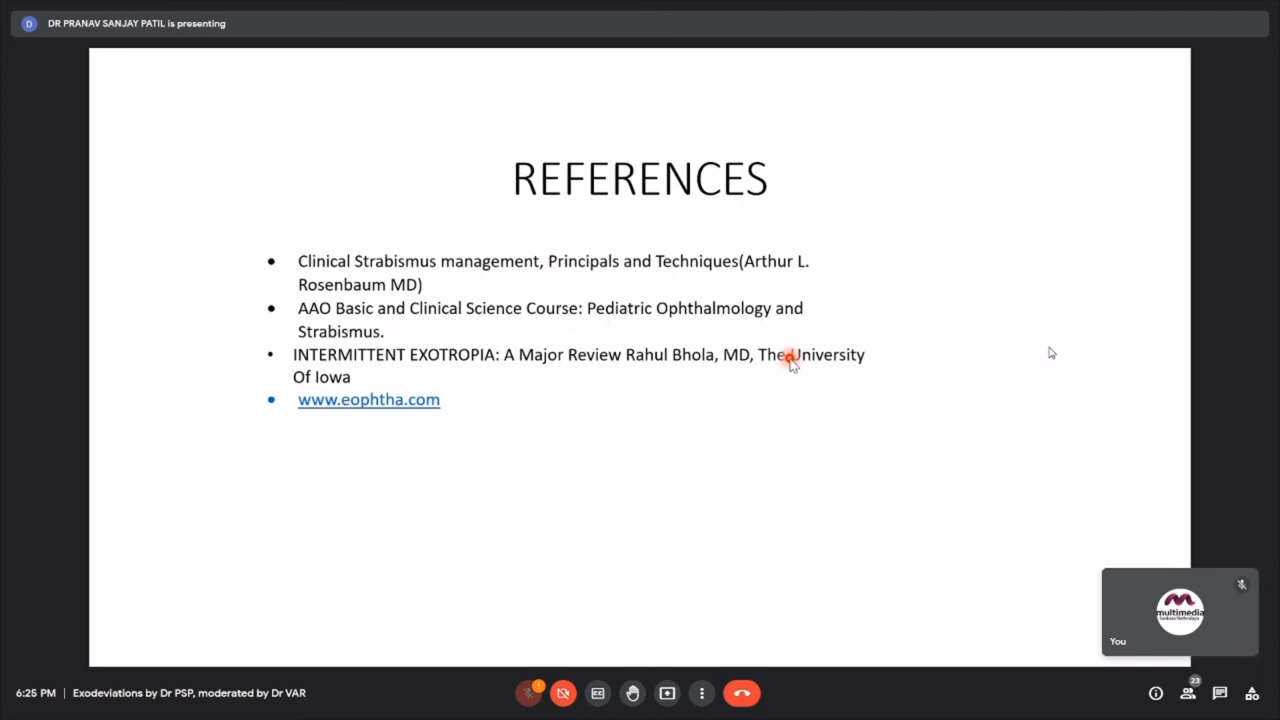 D DR PRANAV SANJAY PATIL is presenting
REFERENCES
• Clinical Strabismus management, Principals and Techniques(Arthur L.
Rosenbaum MD)
• AAO Basic and Clinical Science Course: Pediatric Ophthalmology and
Strabismus.
• INTERMITTENT EXOTROPIA: A Major Review Rahul Bhola, MD, The University
Of Iowa
• www.eophtha.com
multimedia
You
6:25 PM | Exodeviations by Dr PSP, moderated by Dr VAR
23